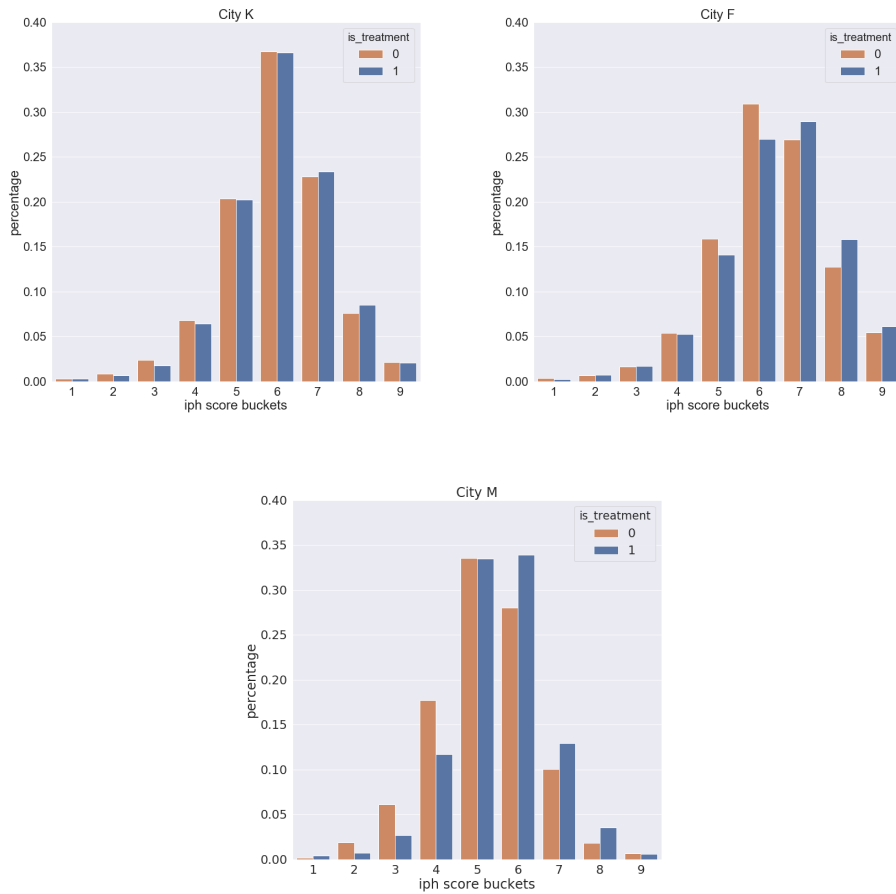 City K
is_treatment
0
1
0.40
0.35
0.30
0.25
0.20
0.15
0.10
0.05
0.00
percentage
1 2 3 4 5 6 7 8 9
iph score buckets
City F
is_treatment
0
1
0.40
0.35
0.30
0.25
0.20
0.15
0.10
0.05
0.00
percentage
1 2 3 4 5 6 7 8 9
iph score buckets
City M
is_treatment
0
1
0.40
0.35
0.30
0.25
0.20
0.15
0.10
0.05
0.00
percentage
1 2 3 4 5 6 7 8 9
iph score buckets